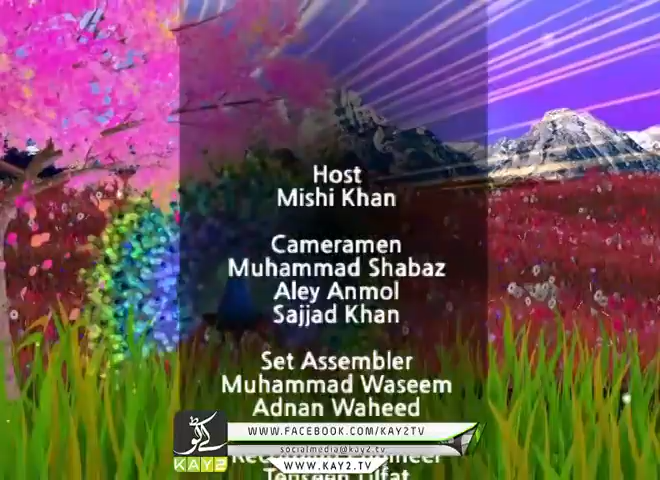 Host
Mishi Khan
Cameramen
Muhammad Shabaz
Aley Anmol
Sajjad Khan
Set Assembler
Muhammad Waseem
Adnan Waheed
کےٹو
KAY2
WWW.FACEBOOK.COM/KAY2TV
socialmedia@kay2.tv
WWW.KAY2.TV